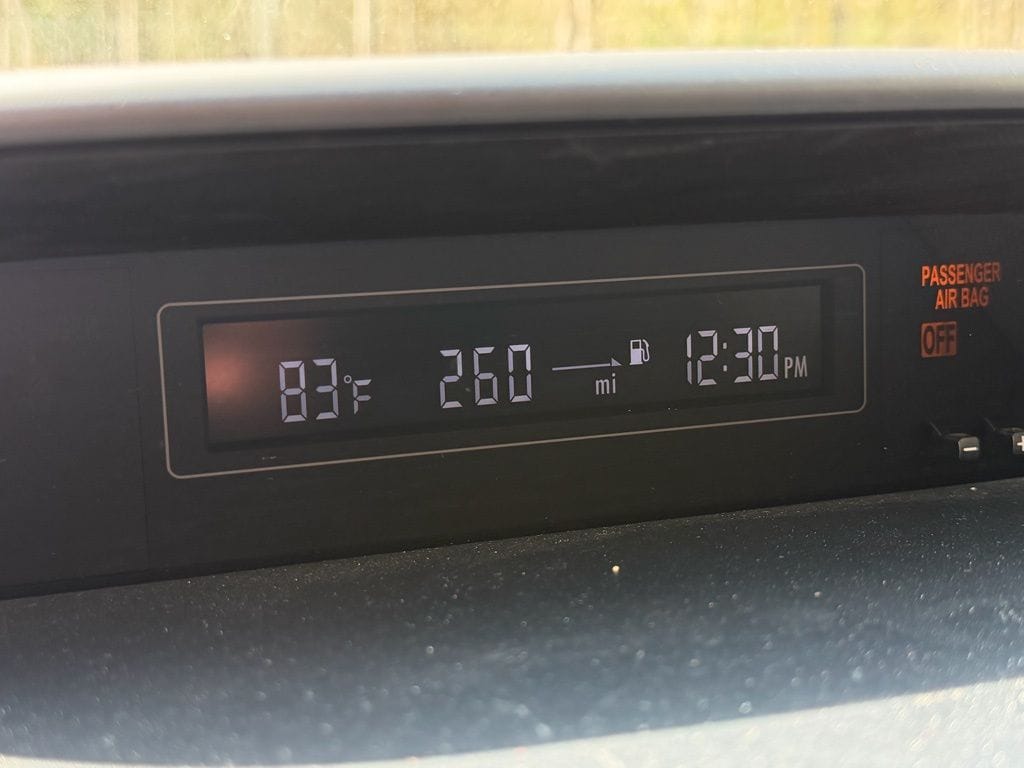 83°F 260 mi 12:30 PM
PASSENGER
AIR BAG
OFF
- +